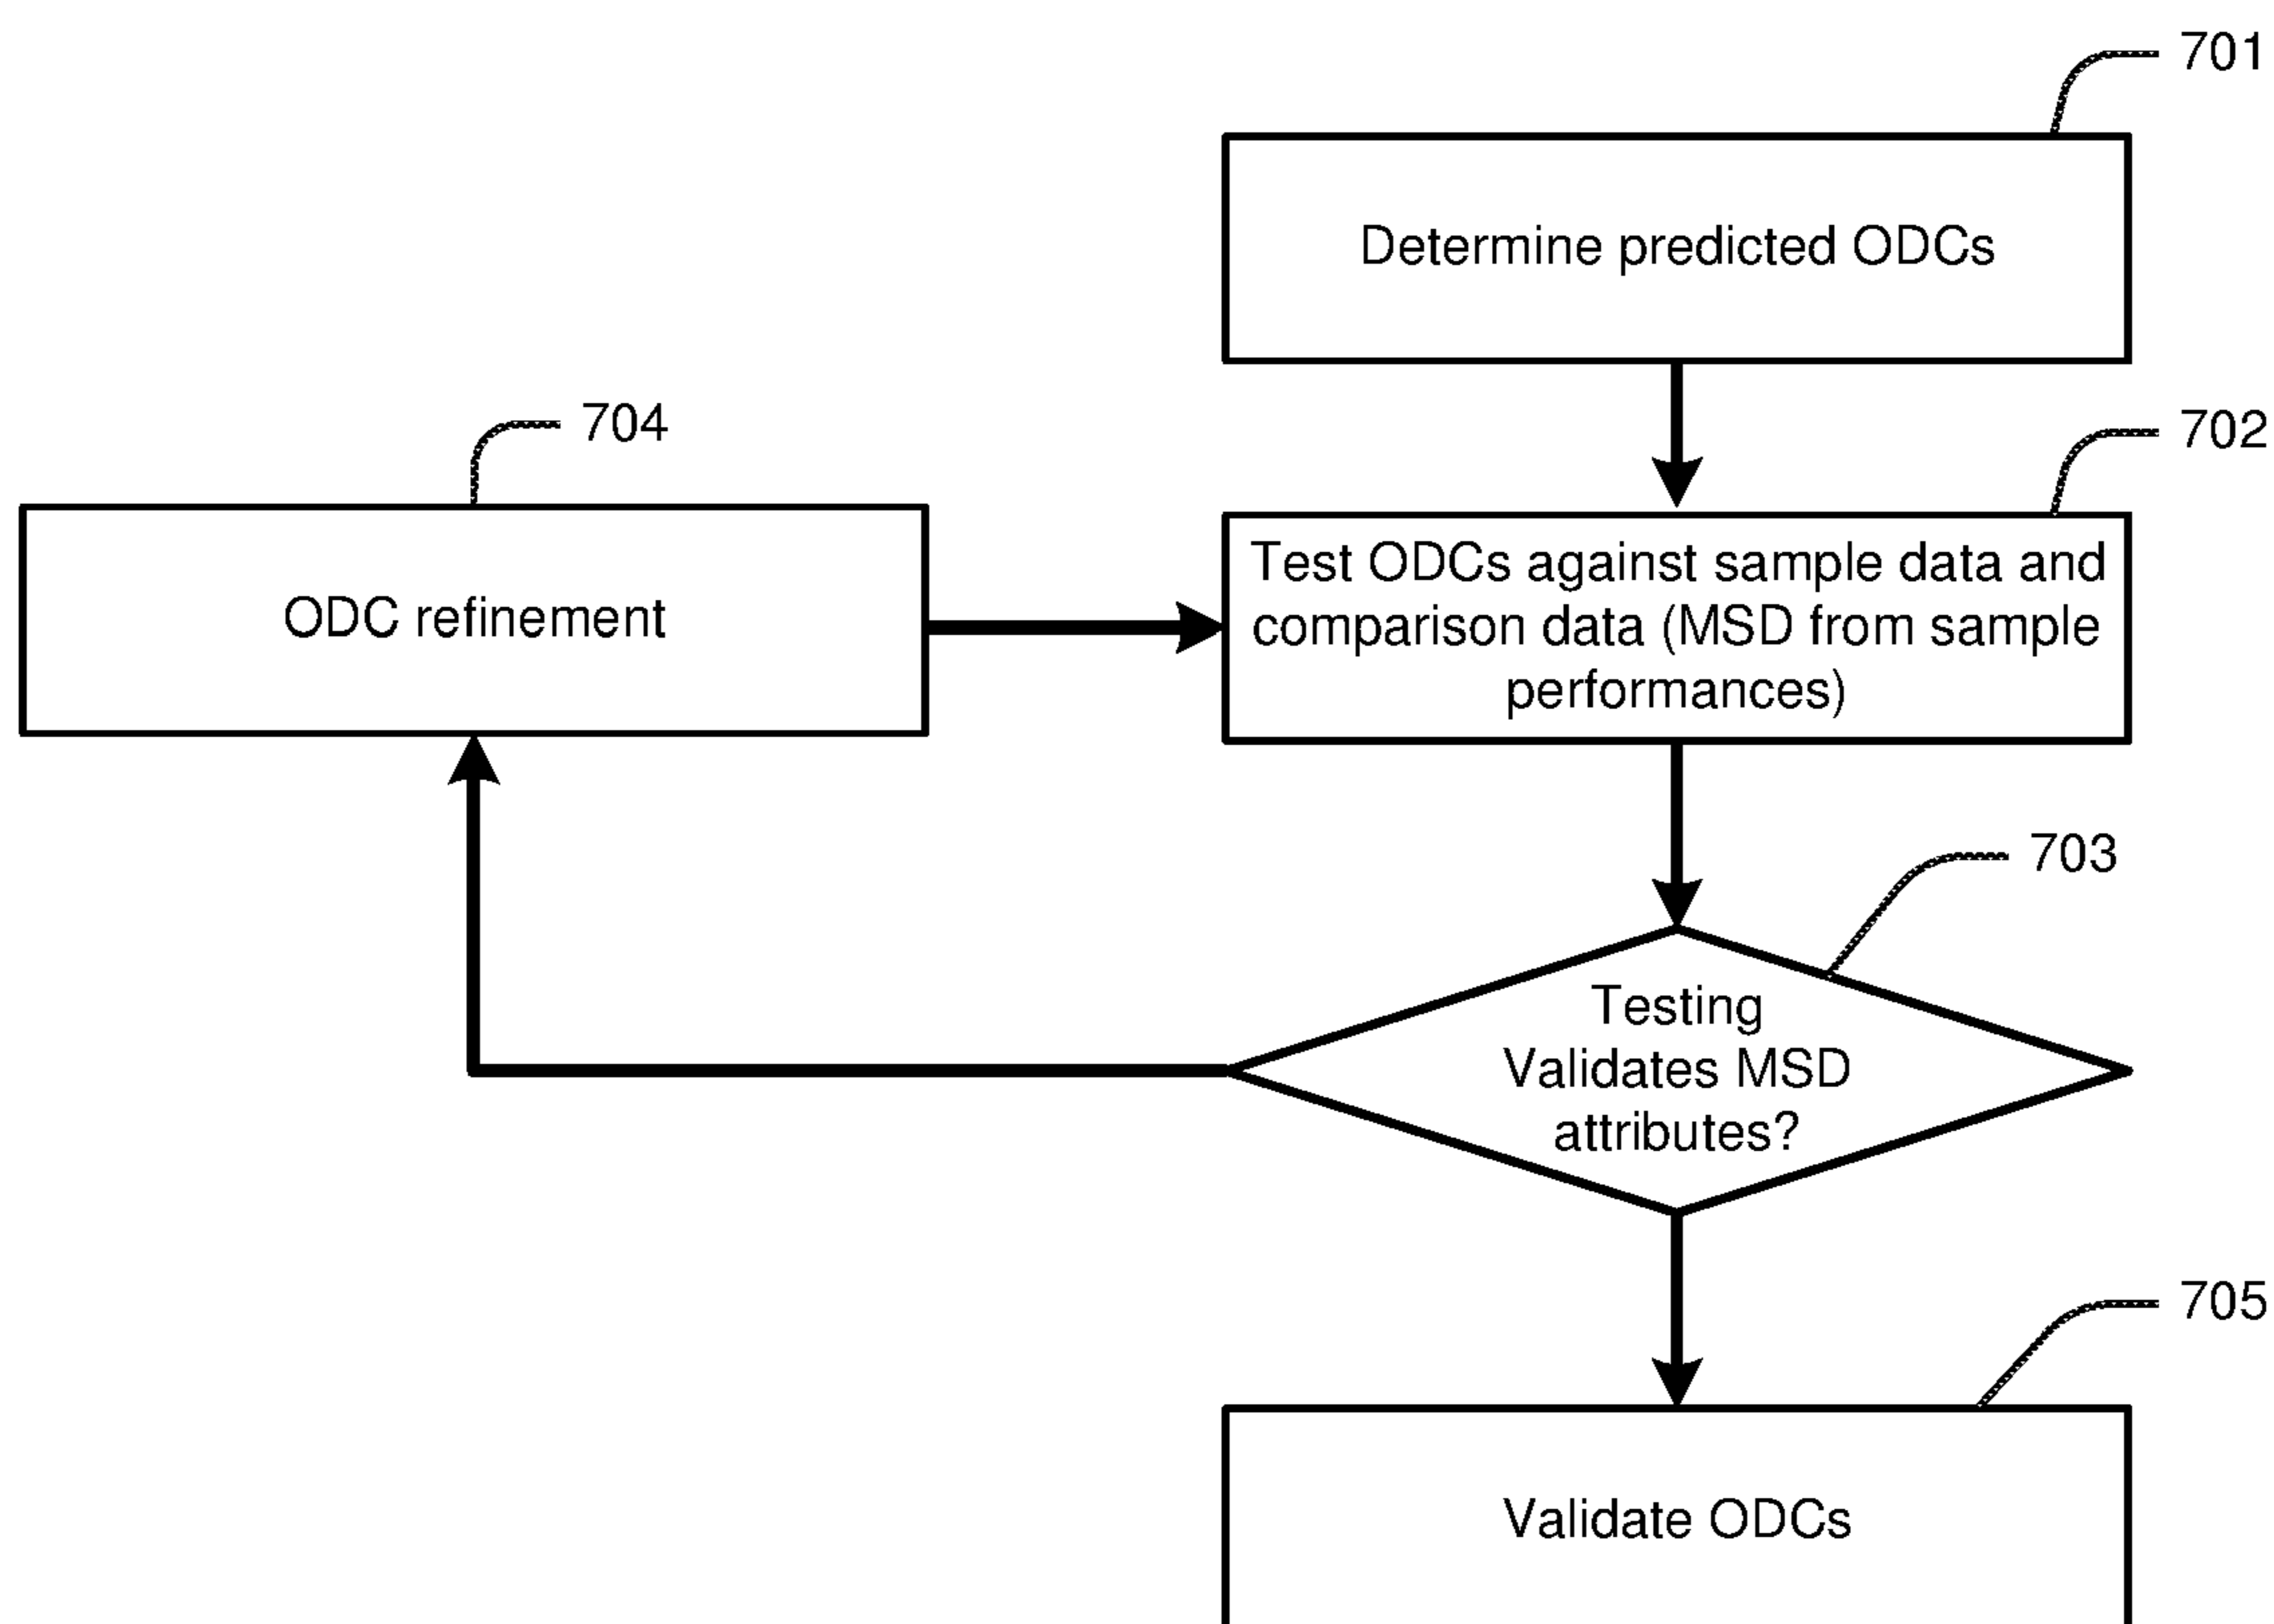 701
Determine predicted ODCs
704
702
ODC refinement
Test ODCs against sample data and
comparison data (MSD from sample
performances)
703
Testing
Validates MSD
attributes?
705
Validate ODCs